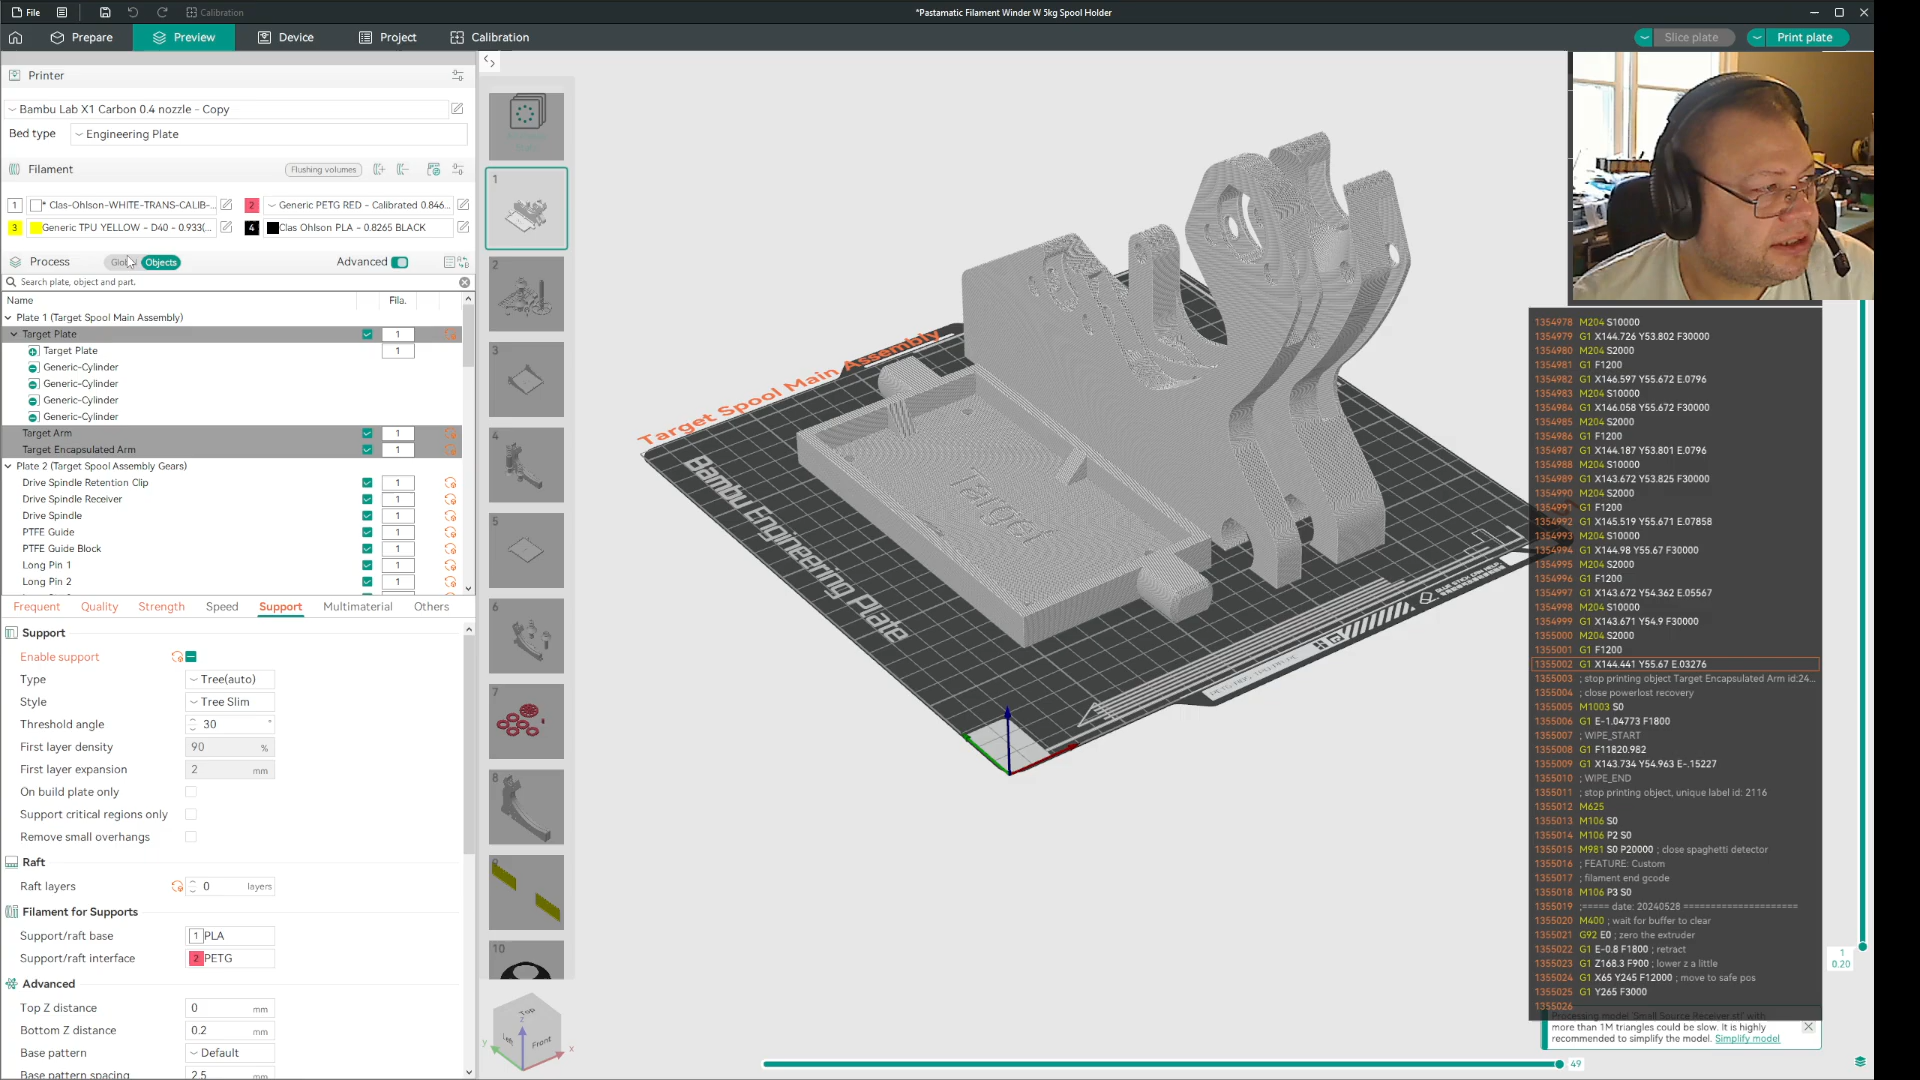 File
Calibration
*Pastamatic Filament Winder W 5kg Spool Holder
Prepare
Preview
Device
Project
Calibration
Slice plate
Print plate
Printer
Bambu Lab X1 Carbon 0.4 nozzle - Copy
Bed type
Engineering Plate
Filament
Flushing volumes
1
* Clas-Ohlson-WHITE-TRANS-CALIB-...
2
Generic PETG RED - Calibrated 0.846...
3
Generic TPU YELLOW - D40 - 0.933(...
4
Clas Ohlson PLA - 0.8265 BLACK
Process
Objects
Advanced
Search plate, object and part.
Name
Fila.
Plate 1 (Target Spool Main Assembly)
Target Plate
1
Target Plate
1
Generic-Cylinder
Generic-Cylinder
Generic-Cylinder
Generic-Cylinder
Target Arm
1
Target Encapsulated Arm
1
Plate 2 (Target Spool Assembly Gears)
Drive Spindle Retention Clip
1
Drive Spindle Receiver
1
Drive Spindle
1
PTFE Guide
1
PTFE Guide Block
1
Long Pin 1
1
Long Pin 2
1
Frequent
Quality
Strength
Speed
Support
Multimaterial
Others
Support
Enable support
Type
Tree(auto)
Style
Tree Slim
Threshold angle
30
°
First layer density
90
%
First layer expansion
2
mm
On build plate only
Support critical regions only
Remove small overhangs
Raft
Raft layers
0
layers
Filament for Supports
Support/raft base
1
PLA
Support/raft interface
2
PETG
Advanced
Top Z distance
0
mm
Bottom Z distance
0.2
mm
Base pattern
Default
Base pattern spacing
2.5
mm
1
2
3
4
5
6
7
8
9
10
Top
Left
Front
z
y
x
Target Spool Main Assembly
Bambu Engineering Plate
Target
1354978 M204 S10000
1354979 G1 X144.726 Y53.802 F30000
1354980 M204 S2000
1354981 G1 F1200
1354982 G1 X146.597 Y55.672 E.0796
1354983 M204 S10000
1354984 G1 X146.058 Y55.672 F30000
1354985 M204 S2000
1354986 G1 F1200
1354987 G1 X144.187 Y53.801 E.0796
1354988 M204 S10000
1354989 G1 X143.672 Y53.825 F30000
1354990 M204 S2000
1354991 G1 F1200
1354992 G1 X145.519 Y55.671 E.07858
1354993 M204 S10000
1354994 G1 X144.98 Y55.67 F30000
1354995 M204 S2000
1354996 G1 F1200
1354997 G1 X143.672 Y54.362 E.05567
1354998 M204 S10000
1354999 G1 X143.671 Y54.9 F30000
1355000 M204 S2000
1355001 G1 F1200
1355002 G1 X144.441 Y55.67 E.03276
1355003 ; stop printing object Target Encapsulated Arm id:24...
1355004 ; close powerlost recovery
1355005 M1003 S0
1355006 G1 E-1.04773 F1800
1355007 ; WIPE_START
1355008 G1 F11820.982
1355009 G1 X143.734 Y54.963 E-.15227
1355010 ; WIPE_END
1355011 ; stop printing object, unique label id: 2116
1355012 M625
1355013 M106 S0
1355014 M106 P2 S0
1355015 M981 S0 P20000 ; close spaghetti detector
1355016 ; FEATURE: Custom
1355017 ; filament end gcode
1355018 M106 P3 S0
1355019 ;===== date: 20240528 =====================
1355020 M400 ; wait for buffer to clear
1355021 G92 E0 ; zero the extruder
1355022 G1 E-0.8 F1800 ; retract
1355023 G1 Z168.3 F900 ; lower z a little
1355024 G1 X65 Y245 F12000 ; move to safe pos
1355025 G1 Y265 F3000
1355026
Processing model 'Small Source Receiver.stl' with
more than 1M triangles could be slow. It is highly
recommended to simplify the model. Simplify model
1
0.20
49